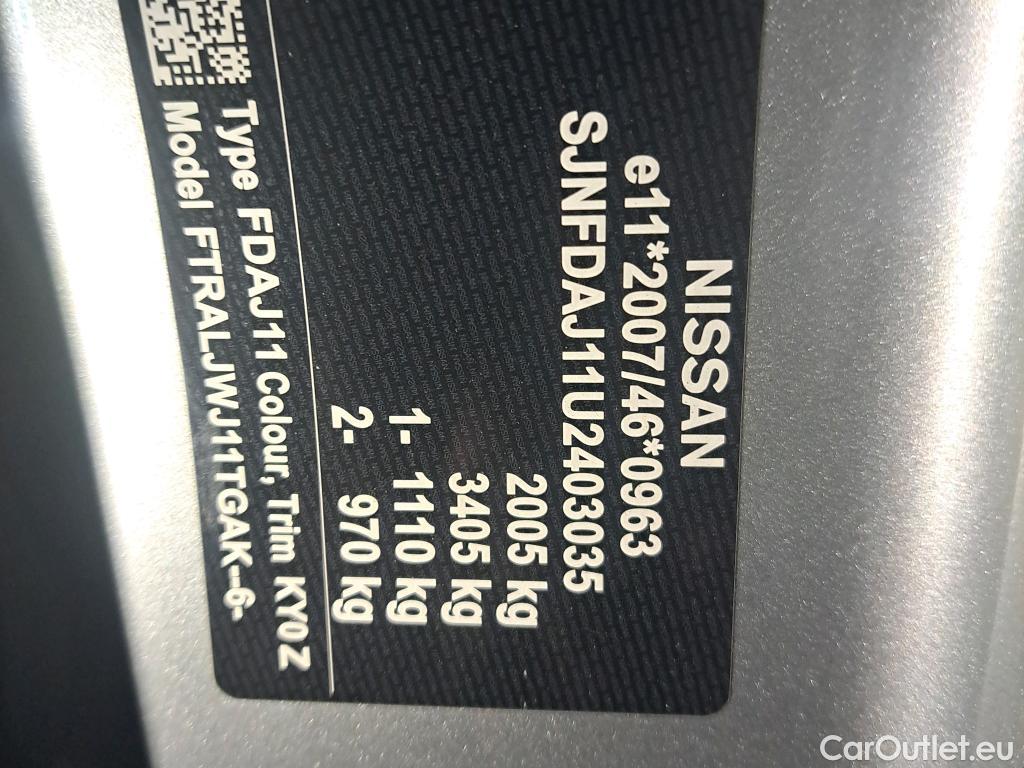 NISSAN
e11*2007/46*0963
SJNFDAJ11U2403035
2005 kg
3405 kg
1- 1110 kg
2- 970 kg
Type FDAJ11 Colour, Trim KY0 Z
Model FTRALJWJ11TGAK-6-
CarOutlet.eu